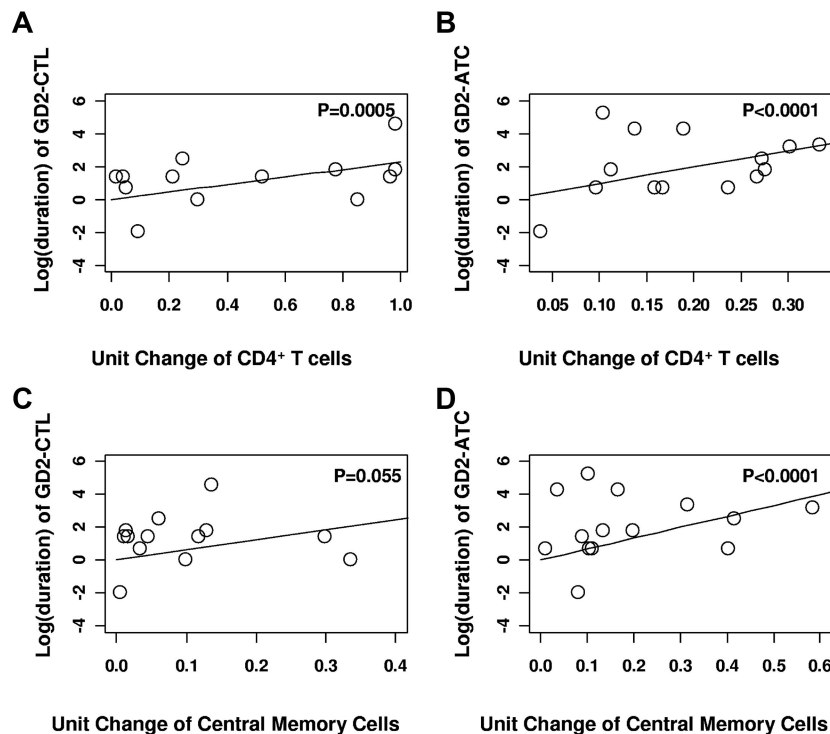 A
Log(duration) of GD2-CTL
6
4
2
0
-2
-4
P=0.0005
0.0 0.2 0.4 0.6 0.8 1.0
Unit Change of CD4⁺ T cells
B
Log(duration) of GD2-ATC
6
4
2
0
-2
-4
P<0.0001
0.05 0.10 0.15 0.20 0.25 0.30
Unit Change of CD4⁺ T cells
C
Log(duration) of GD2-CTL
6
4
2
0
-2
-4
P=0.055
0.0 0.1 0.2 0.3 0.4
Unit Change of Central Memory Cells
D
Log(duration) of GD2-ATC
6
4
2
0
-2
-4
P<0.0001
0.0 0.1 0.2 0.3 0.4 0.5 0.6
Unit Change of Central Memory Cells